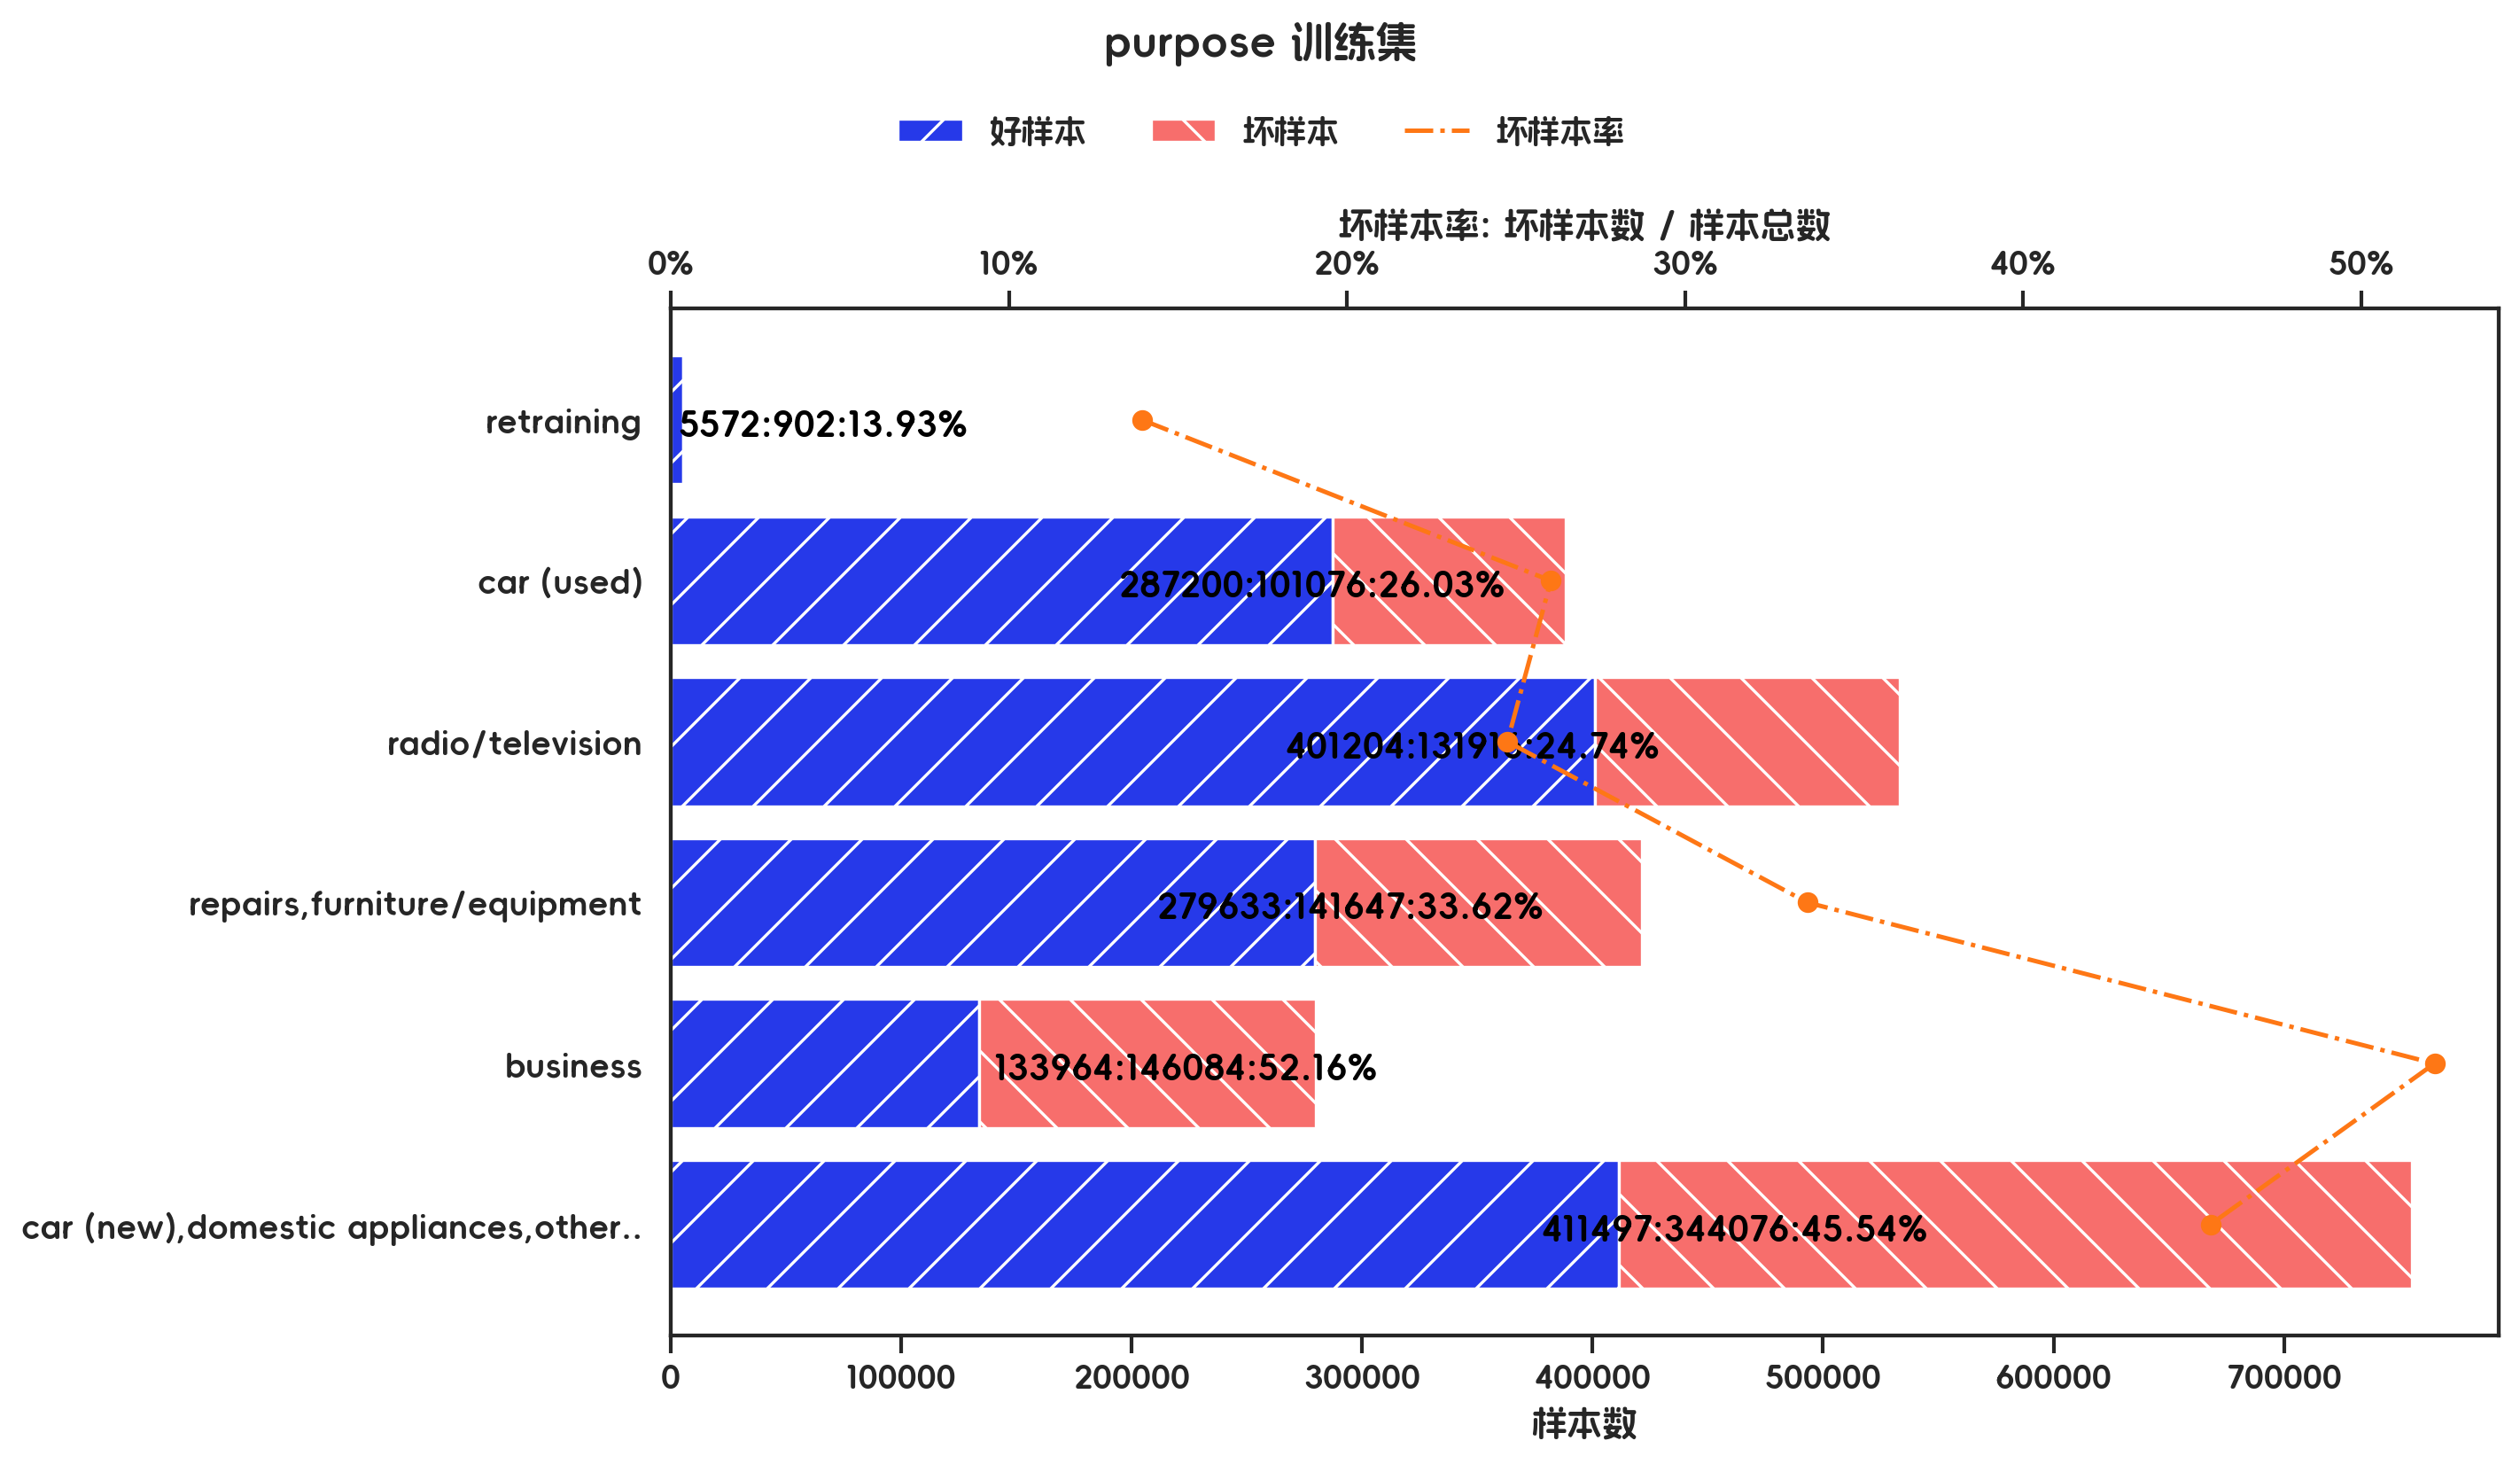 purpose 训练集
好样本 坏样本 坏样本率
坏样本率: 坏样本数 / 样本总数
0% 10% 20% 30% 40% 50%
retraining 5572:902:13.93%
car (used) 287200:101076:26.03%
radio/television 401204: :24.74%
repairs,furniture/equipment 279633:141647:33.62%
business 133964:146084:52.16%
car (new),domestic appliances,other.. 411497:344076:45.54%
0 100000 200000 300000 400000 500000 600000 700000
样本数